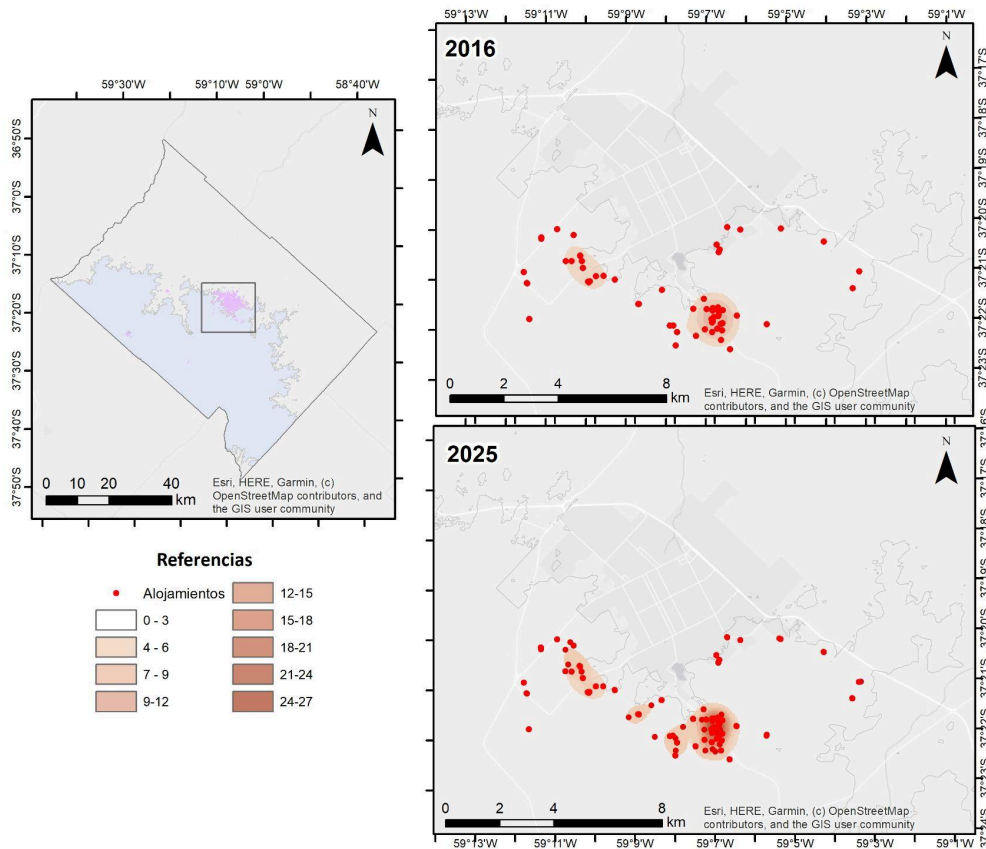 59°13'W 59°11'W 59°9'W 59°7'W 59°5'W 59°3'W 59°1'W
2016
N
37°17'S
37°18'S
37°19'S
37°20'S
37°21'S
37°22'S
37°23'S
0 2 4 8 km
Esri, HERE, Garmin, (c) OpenStreetMap
contributors, and the GIS user community
59°30'W 59°10'W 59°0'W 58°40'W
N
36°50'S
37°0'S
37°10'S
37°20'S
37°30'S
37°40'S
37°50'S
0 10 20 40 km
Esri, HERE, Garmin, (c)
OpenStreetMap contributors, and
the GIS user community
Referencias
Alojamientos
0 - 3
4 - 6
7 - 9
9-12
12-15
15-18
18-21
21-24
24-27
2025
N
37°16'S
37°17'S
37°18'S
37°19'S
37°20'S
37°21'S
37°22'S
37°23'S
37°24'S
0 2 4 8 km
Esri, HERE, Garmin, (c) OpenStreetMap
contributors, and the GIS user community
59°13'W 59°11'W 59°9'W 59°7'W 59°5'W 59°3'W 59°1'W